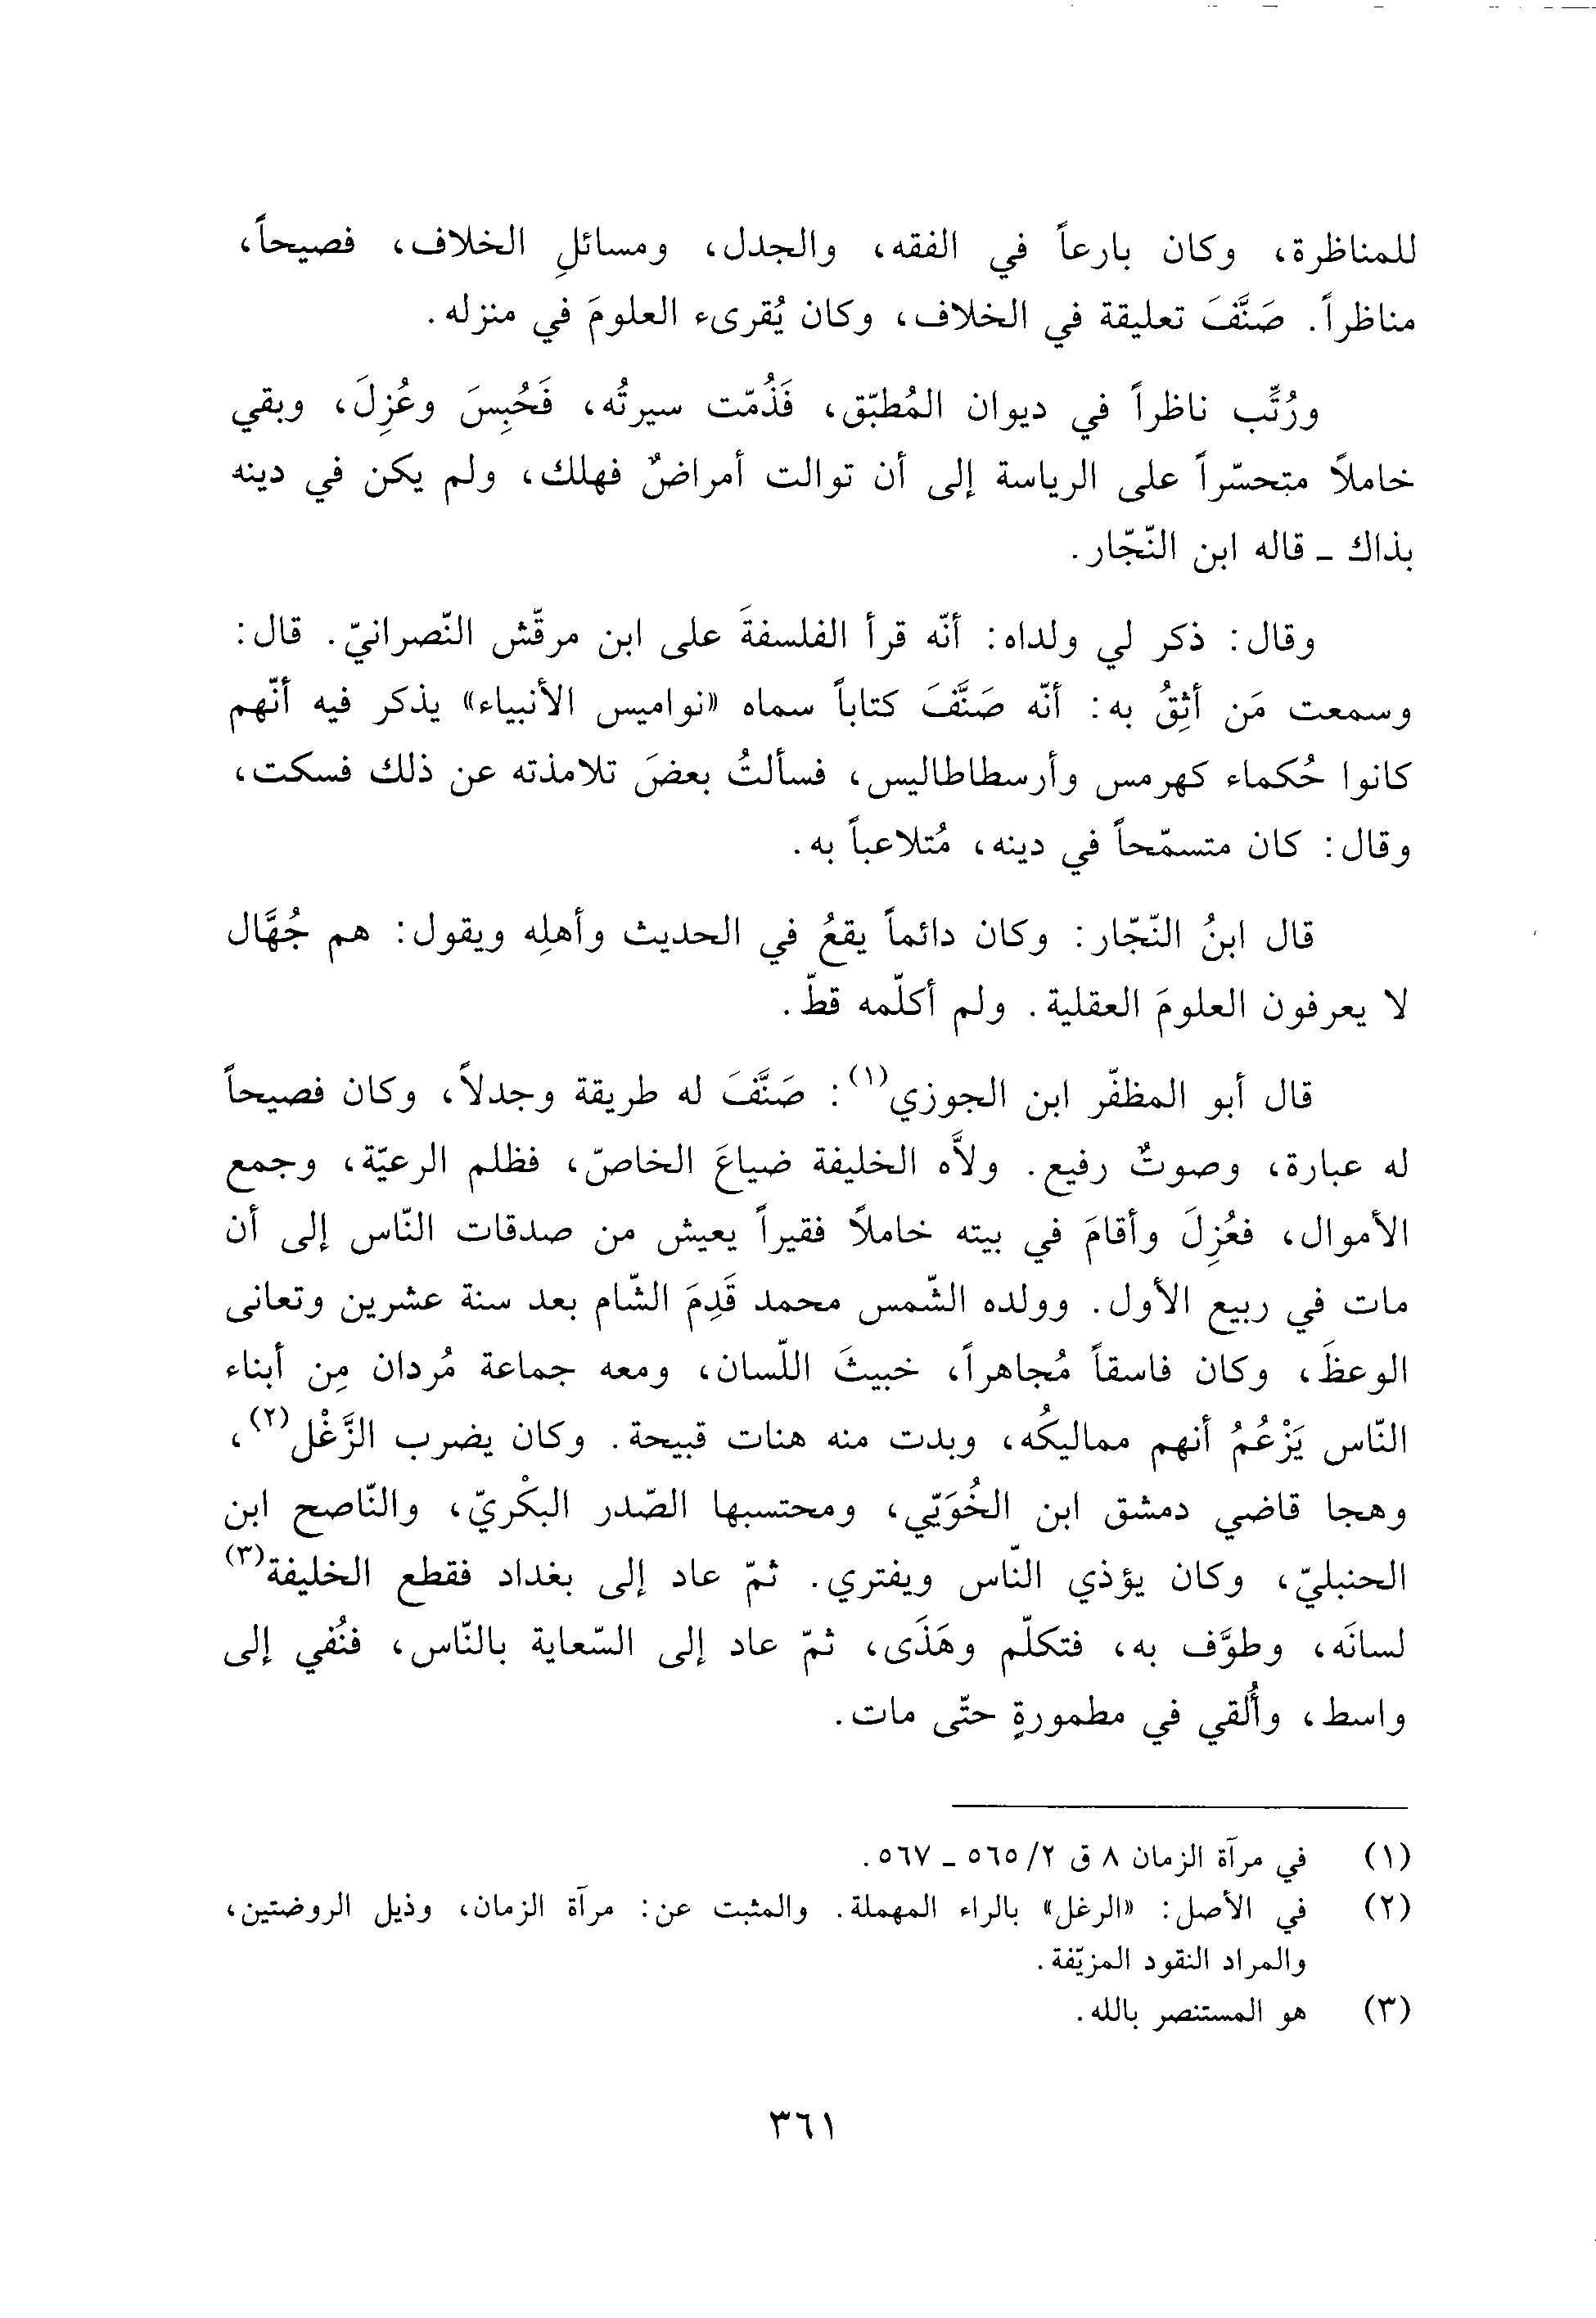 للمناظرة، وكان بارعاً في الفقه، والجدل، ومسائلِ الخلاف، فصيحاً،
مناظراً. صَنَّفَ تعليقة في الخلاف، وكان يُقرىء العلومَ في منزله.
ورُتِّب ناظراً في ديوان المُطبّق، فَذُمّت سيرتُه، فَحُبِسَ وعُزِلَ، وبقي
خاملاً متحسّراً على الرياسة إلى أن توالت أمراضٌ فهلك، ولم يكن في دينه
بذاك ـ قاله ابن النّجّار.
وقال: ذكر لي ولداه: أنّه قرأ الفلسفةَ على ابن مرقّش النّصرانيّ. قال:
وسمعت مَن أثِقُ به: أنّه صَنَّفَ كتاباً سماه «نواميس الأنبياء» يذكر فيه أنّهم
كانوا حُكماء كهرمس وأرسطاطاليس، فسألتُ بعضَ تلامذته عن ذلك فسكت،
وقال: كان متسمّحاً في دينه، مُتلاعباً به.
قال ابنُ النّجّار: وكان دائماً يقعُ في الحديث وأهلِه ويقول: هم جُهَّال
لا يعرفون العلومَ العقلية. ولم أكلّمه قطّ.
قال أبو المظفّر ابن الجوزي(١): صَنَّفَ له طريقة وجدلاً، وكان فصيحاً
له عبارة، وصوتٌ رفيع. ولاَّه الخليفة ضياعَ الخاصّ، فظلم الرعيّة، وجمع
الأموال، فعُزِلَ وأقامَ في بيته خاملاً فقيراً يعيش من صدقات النّاس إلى أن
مات في ربيع الأول. وولده الشّمس محمد قَدِمَ الشّام بعد سنة عشرين وتعانى
الوعظَ، وكان فاسقاً مُجاهراً، خبيثَ اللّسان، ومعه جماعة مُردان مِن أبناء
النّاس يَزْعُمُ أنهم مماليكُه، وبدت منه هنات قبيحة. وكان يضرب الزَّغْل(٢)،
وهجا قاضي دمشق ابن الخُوَيّي، ومحتسبها الصّدر البكْريّ، والنّاصح ابن
الحنبليّ، وكان يؤذي النّاس ويفتري. ثمّ عاد إلى بغداد فقطع الخليفة(٣)
لسانَه، وطوَّف به، فتكلّم وهَذَى، ثمّ عاد إلى السّعاية بالنّاس، فنُفي إلى
واسط، وأُلقي في مطمورةٍ حتّى مات.
(١) في مرآة الزمان ٨ ق ٢/ ٥٦٥ ـ ٥٦٧.
(٢) في الأصل: «الرغل» بالراء المهملة. والمثبت عن: مرآة الزمان، وذيل الروضتين،
والمراد النقود المزيّفة.
(٣) هو المستنصر بالله.
٣٦١